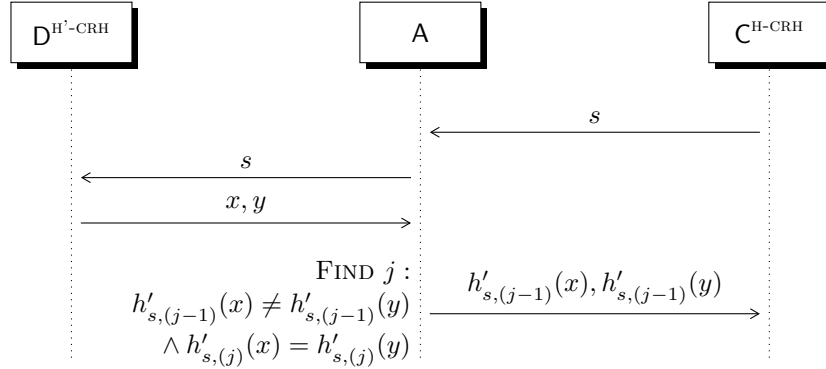 D^{H'-CRH} A C^{H-CRH}
s
s
x, y
FIND j :
h'_{s,(j−1)}(x) ≠ h'_{s,(j−1)}(y)
∧ h'_{s,(j)}(x) = h'_{s,(j)}(y)
h'_{s,(j−1)}(x), h'_{s,(j−1)}(y)